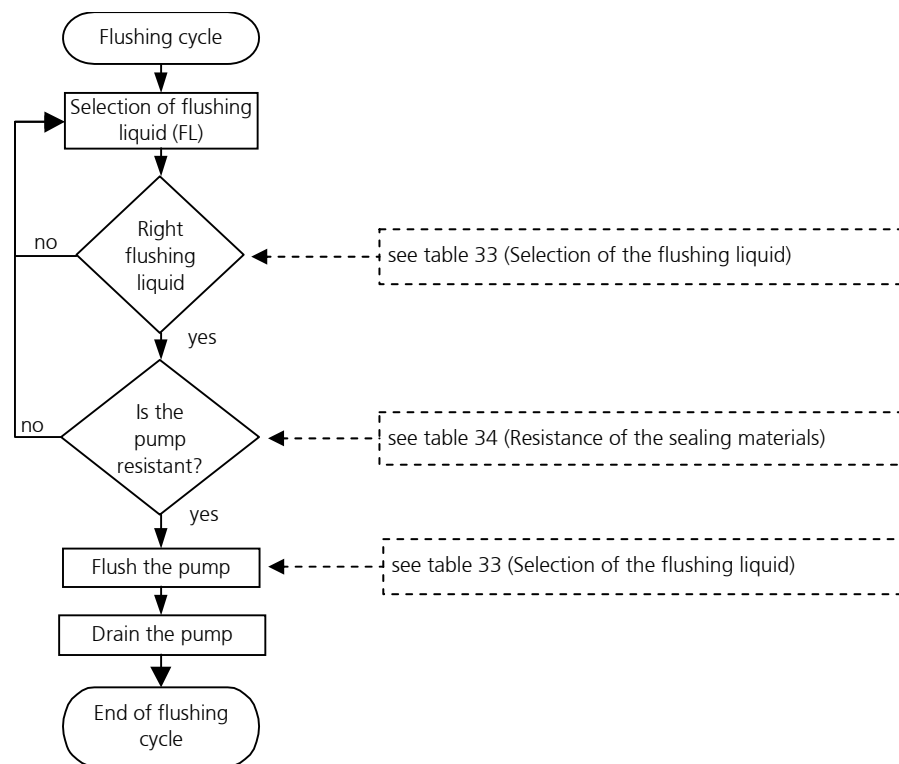 Flushing cycle
Selection of flushing
liquid (FL)
Right
flushing
liquid
no
see table 33 (Selection of the flushing liquid)
yes
Is the
pump
resistant?
no
see table 34 (Resistance of the sealing materials)
yes
Flush the pump
see table 33 (Selection of the flushing liquid)
Drain the pump
End of flushing
cycle